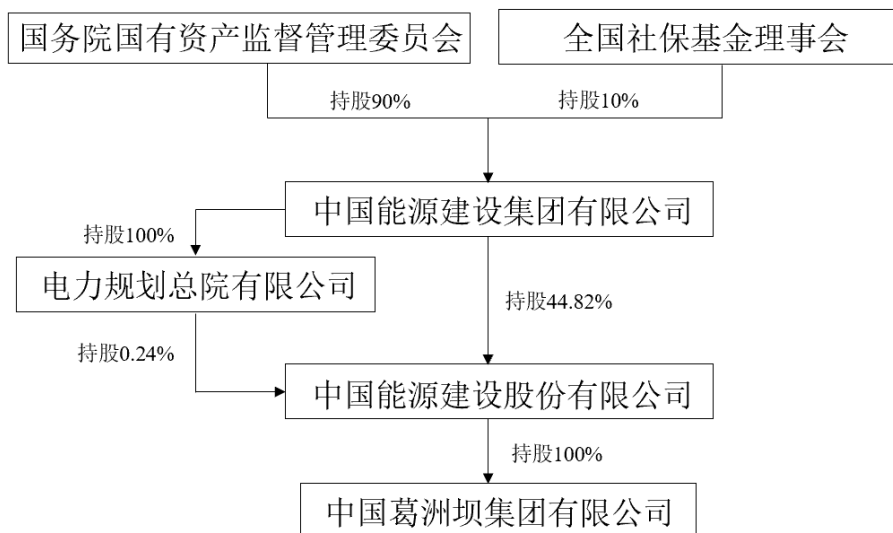 国务院国有资产监督管理委员会
全国社保基金理事会
持股90%
持股10%
中国能源建设集团有限公司
持股100%
电力规划总院有限公司
持股44.82%
持股0.24%
中国能源建设股份有限公司
持股100%
中国葛洲坝集团有限公司